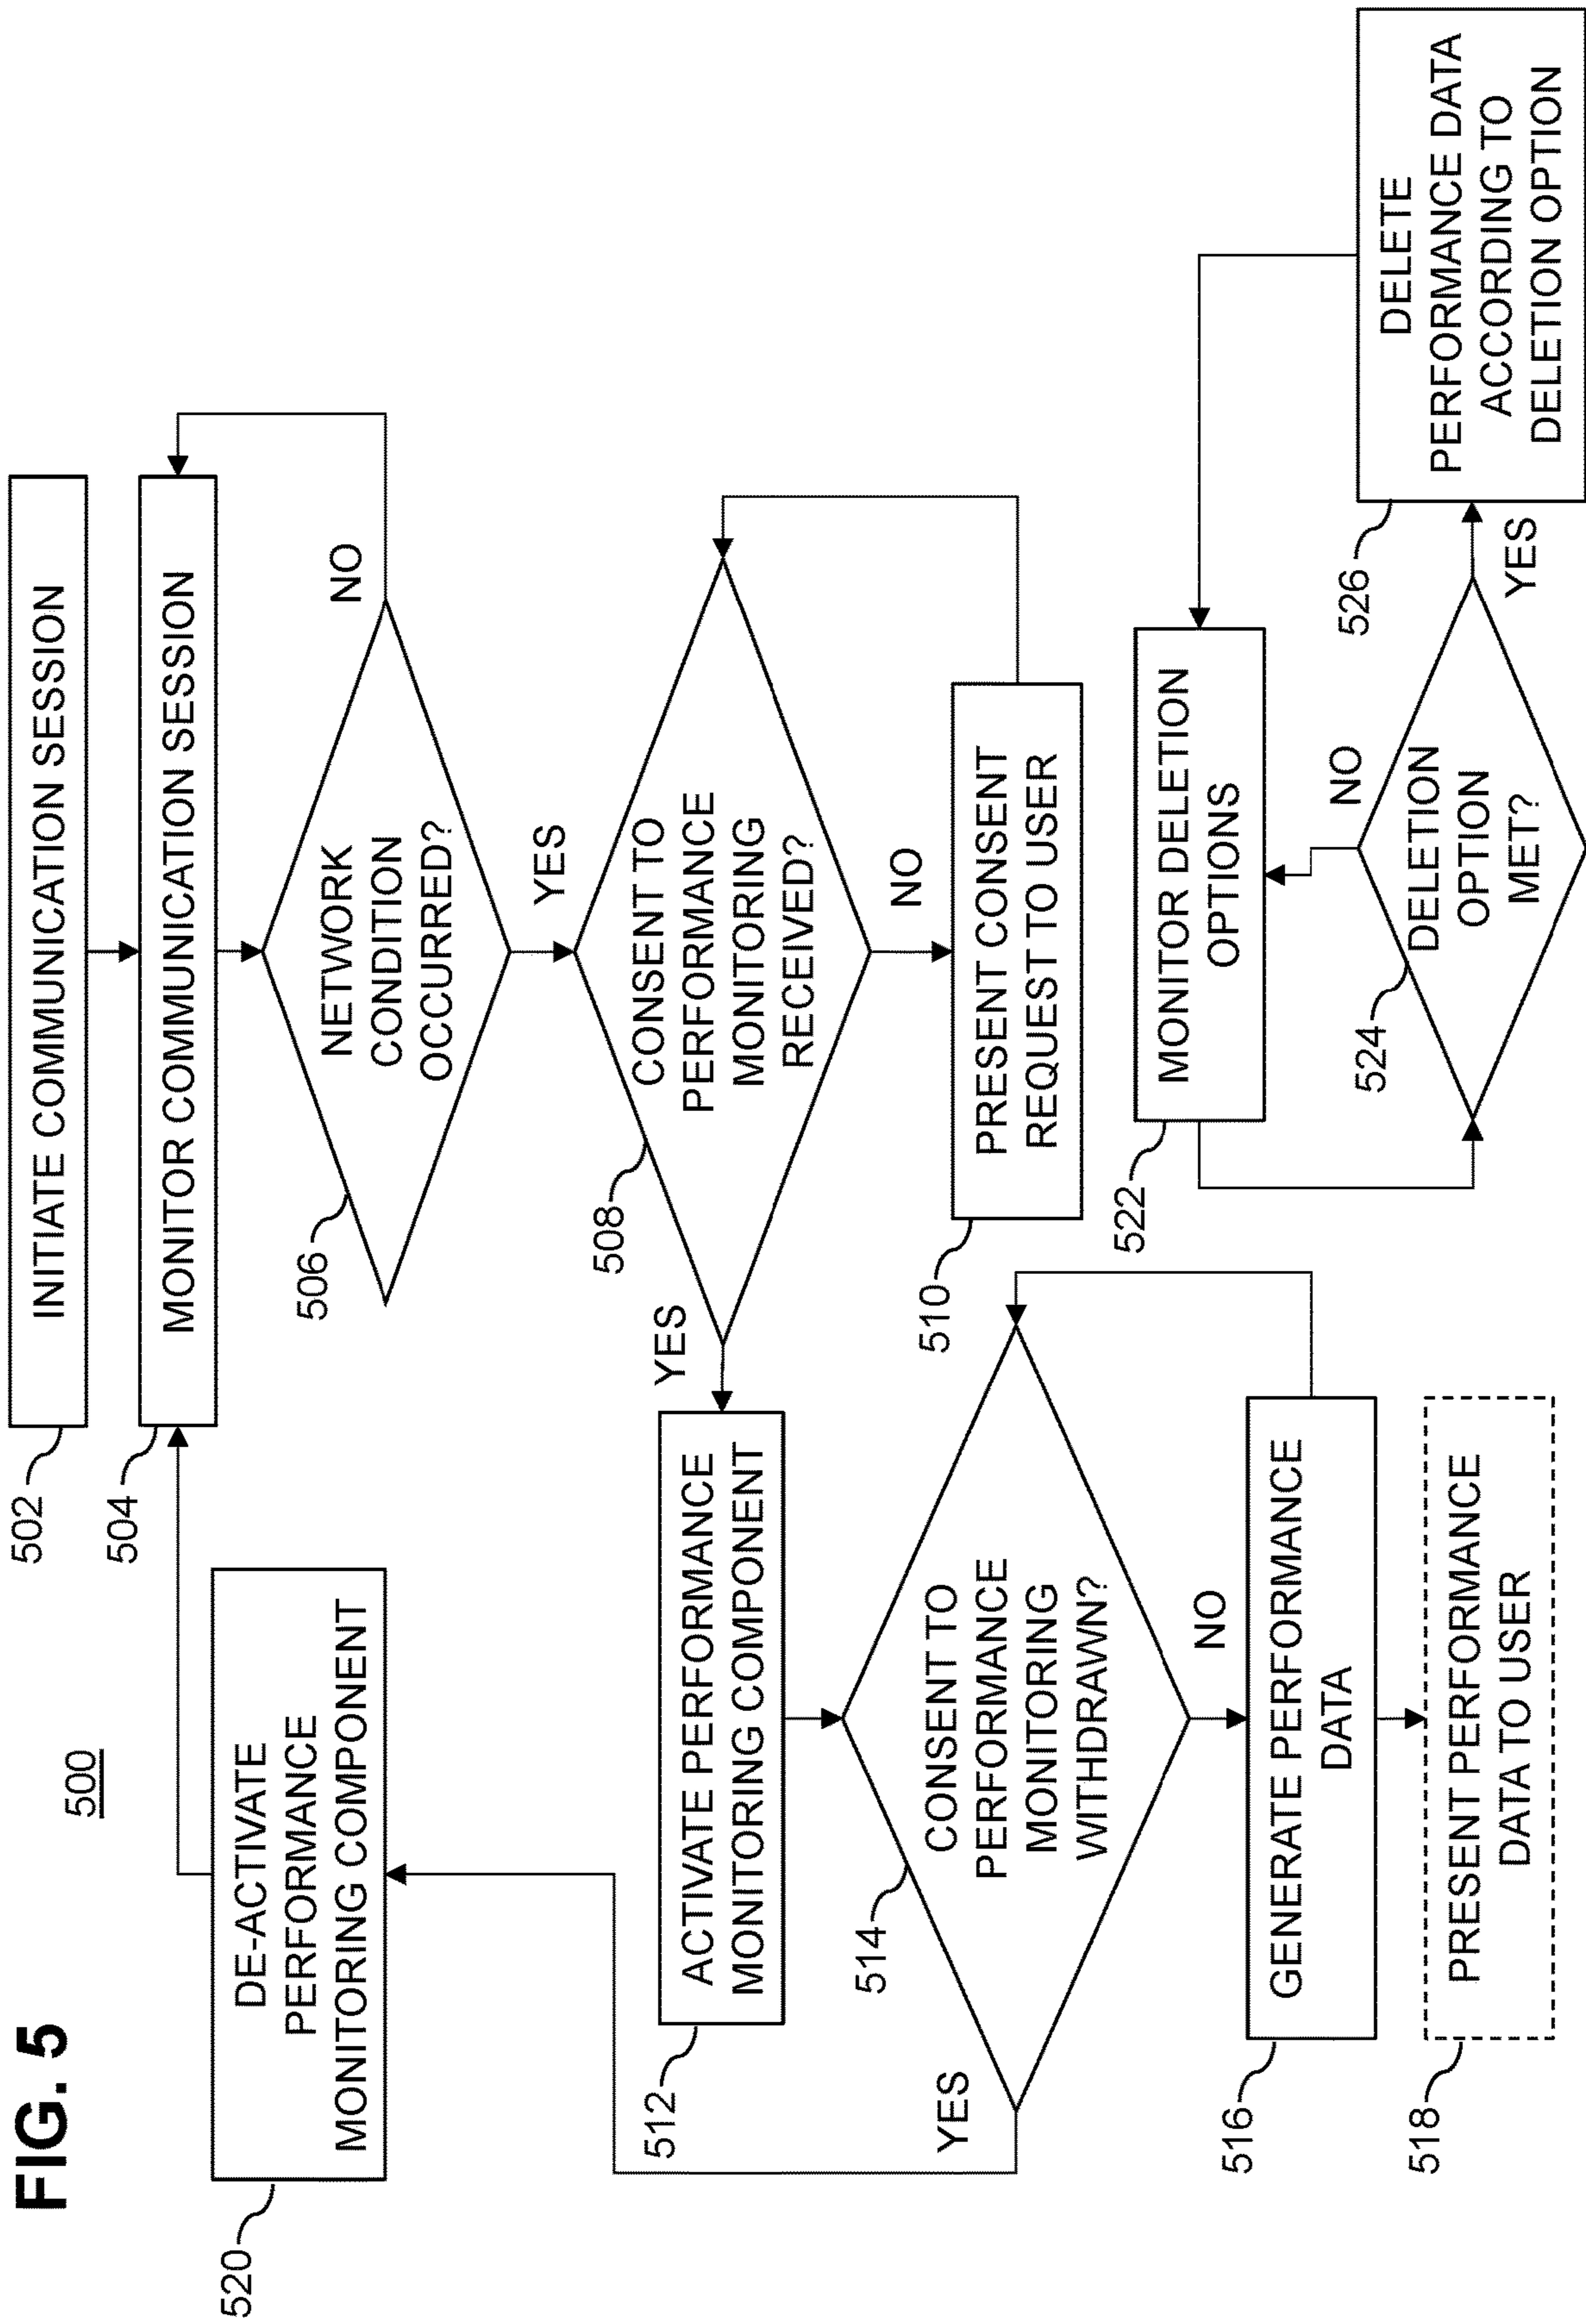 FIG. 5
500
502
INITIATE COMMUNICATION SESSION
504
MONITOR COMMUNICATION SESSION
506
NETWORK
CONDITION
OCCURRED?
NO
YES
508
CONSENT TO
PERFORMANCE
MONITORING
RECEIVED?
YES
NO
510
PRESENT CONSENT
REQUEST TO USER
520
DE-ACTIVATE
PERFORMANCE
MONITORING COMPONENT
512
ACTIVATE PERFORMANCE
MONITORING COMPONENT
514
CONSENT TO
PERFORMANCE
MONITORING
WITHDRAWN?
YES
NO
516
GENERATE PERFORMANCE
DATA
518
PRESENT PERFORMANCE
DATA TO USER
522
MONITOR DELETION
OPTIONS
524
DELETION
OPTION
MET?
NO
YES
526
DELETE
PERFORMANCE DATA
ACCORDING TO
DELETION OPTION